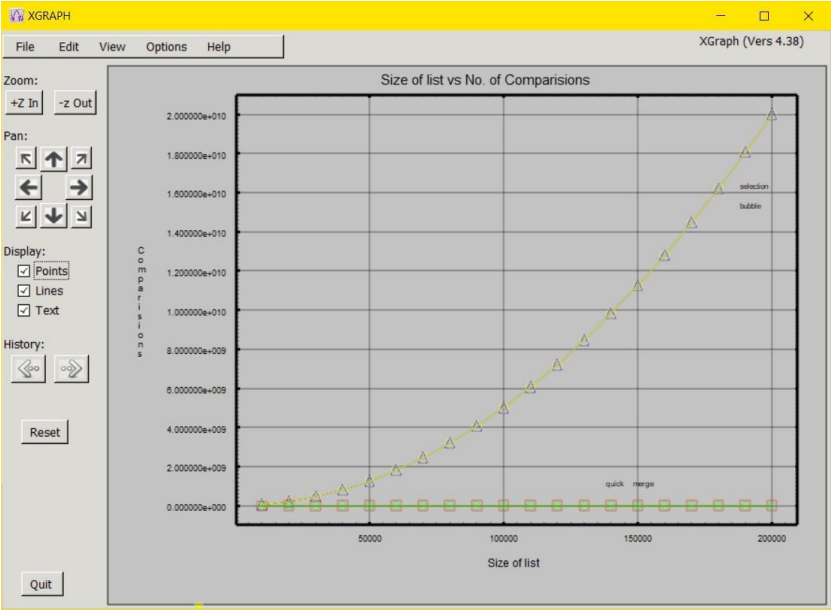 XGRAPH
File Edit View Options Help
XGraph (Vers 4.38)
Zoom:
+Z In -z Out
Pan:
Display:
Points
Lines
Text
History:
Reset
Quit
Size of list vs No. of Comparisions
2.000000e+010
1.800000e+010
1.600000e+010
1.400000e+010
1.200000e+010
1.000000e+010
8.000000e+009
6.000000e+009
4.000000e+009
2.000000e+009
0.000000e+000
Comparisions
selection
bubble
quick merge
50000 100000 150000 200000
Size of list